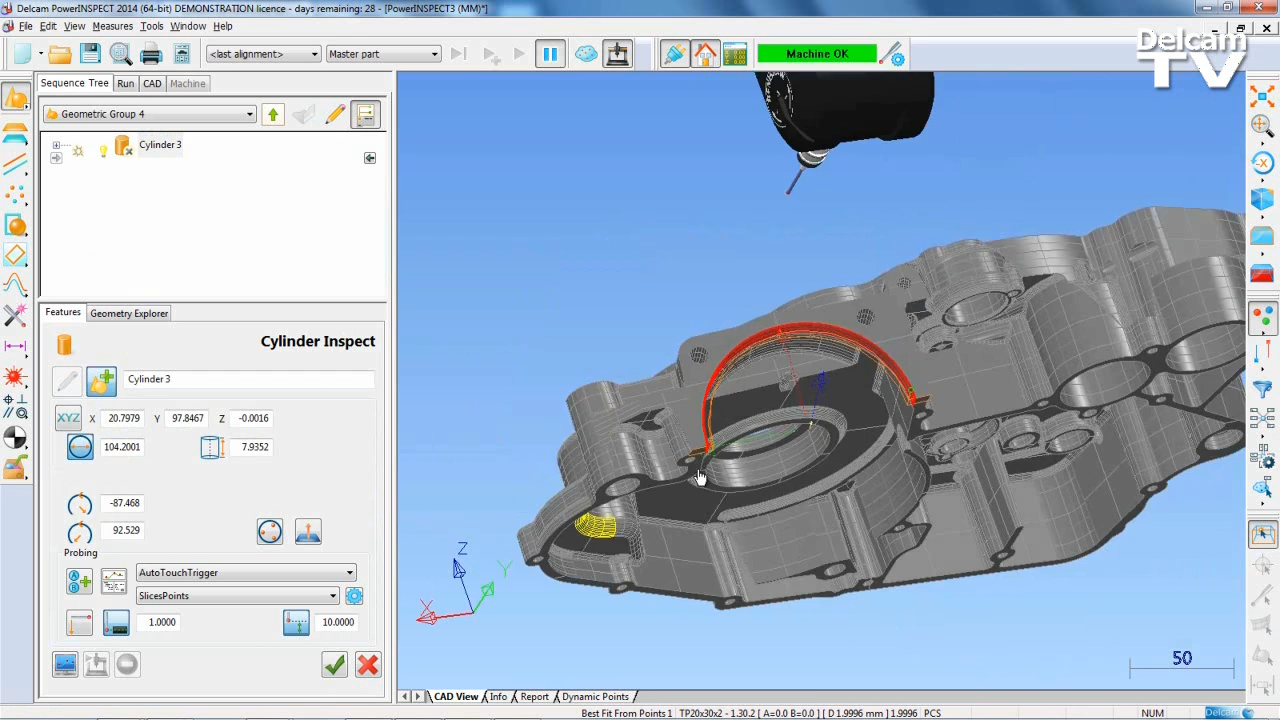 Delcam PowerINSPECT 2014 (64-bit) DEMONSTRATION licence - days remaining: 28 - [PowerINSPECT3 (MM)*]
File Edit View Measures Tools Window Help
<last alignment> Master part Machine OK
Delcam TV
Sequence Tree Run CAD Machine
Geometric Group 4
Cylinder 3
Features Geometry Explorer
Cylinder Inspect
Cylinder 3
XYZ X 20.7979 Y 97.8467 Z -0.0016
104.2001 7.9352
-87.468
92.529
Probing
AutoTouchTrigger
SlicesPoints
1.0000 10.0000
Z
Y
X
50
CAD View Info Report Dynamic Points
Best Fit From Points 1 TP20x30x2 - 1.30.2 [ A=0.0 B=0.0 ] [ D 1.9996 mm ] 1.9996 PCS NUM Delcam